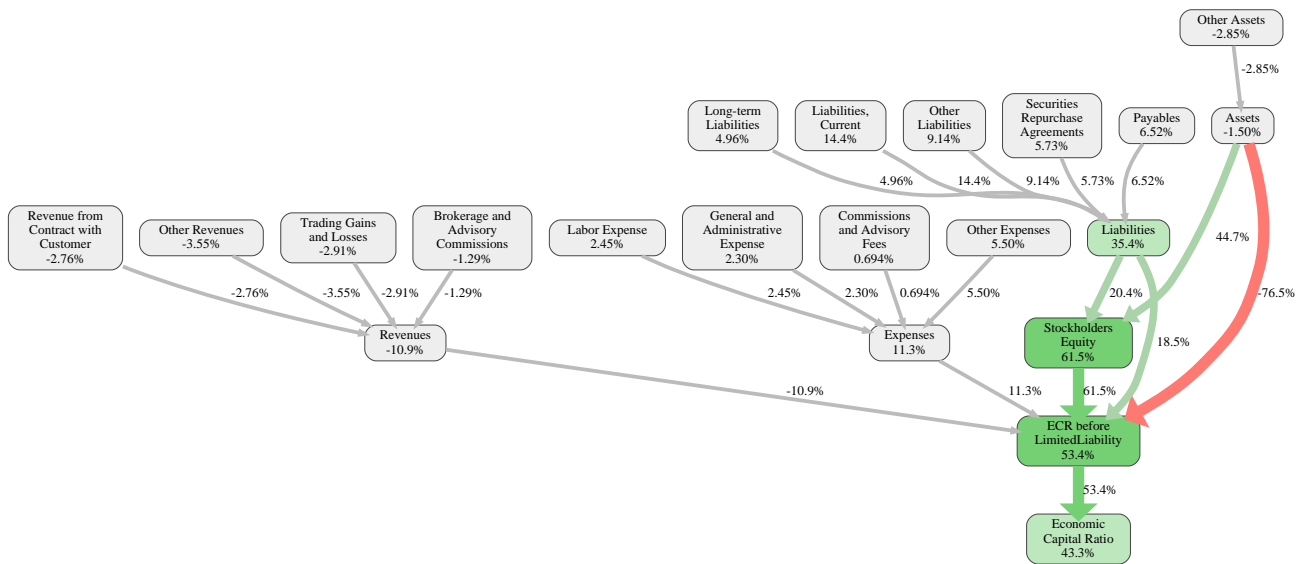 Other Assets
-2.85%
-2.85%
Long-term
Liabilities
4.96%
Liabilities,
Current
14.4%
Other
Liabilities
9.14%
Securities
Repurchase
Agreements
5.73%
Payables
6.52%
Assets
-1.50%
4.96%
14.4%
9.14%
5.73%
6.52%
Revenue from
Contract with
Customer
-2.76%
Other Revenues
-3.55%
Trading Gains
and Losses
-2.91%
Brokerage and
Advisory
Commissions
-1.29%
Labor Expense
2.45%
General and
Administrative
Expense
2.30%
Commissions
and Advisory
Fees
0.694%
Other Expenses
5.50%
Liabilities
35.4%
44.7%
-2.76%
-3.55%
-2.91%
-1.29%
2.45%
2.30%
0.694%
5.50%
20.4%
-76.5%
Revenues
-10.9%
Expenses
11.3%
Stockholders
Equity
61.5%
18.5%
-10.9%
11.3%
61.5%
ECR before
LimitedLiability
53.4%
53.4%
Economic
Capital Ratio
43.3%